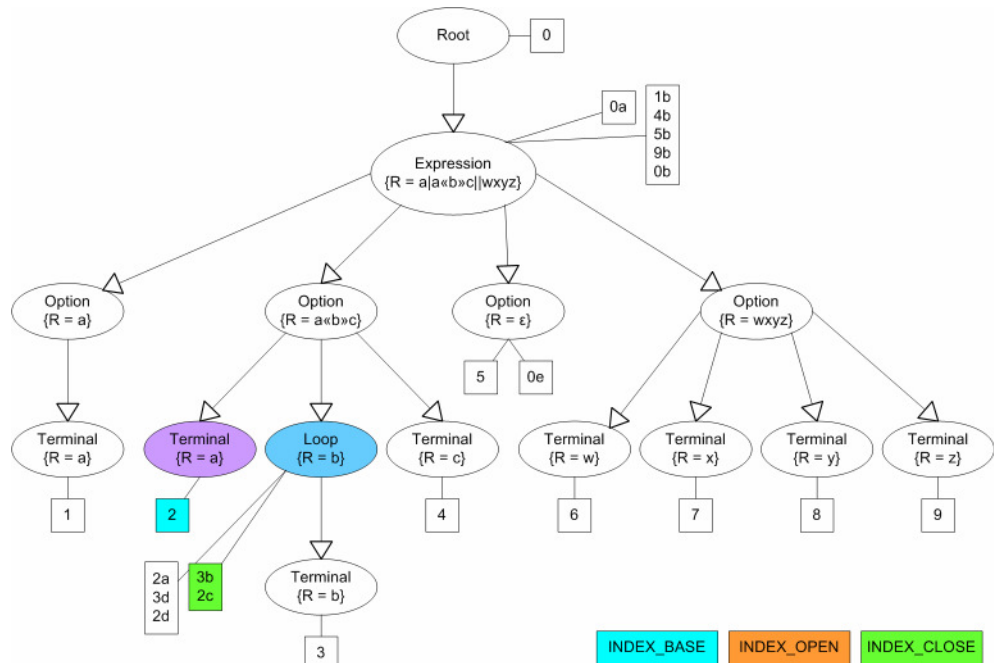 Root
0
0a
1b
4b
5b
9b
0b
Expression
{R = a|a«b»c||wxyz}
Option
{R = a}
Option
{R = a«b»c}
Option
{R = ε}
Option
{R = wxyz}
5
0e
Terminal
{R = a}
Terminal
{R = a}
Loop
{R = b}
Terminal
{R = c}
Terminal
{R = w}
Terminal
{R = x}
Terminal
{R = y}
Terminal
{R = z}
1
2
4
6
7
8
9
2a
3d
2d
3b
2c
Terminal
{R = b}
3
INDEX_BASE
INDEX_OPEN
INDEX_CLOSE